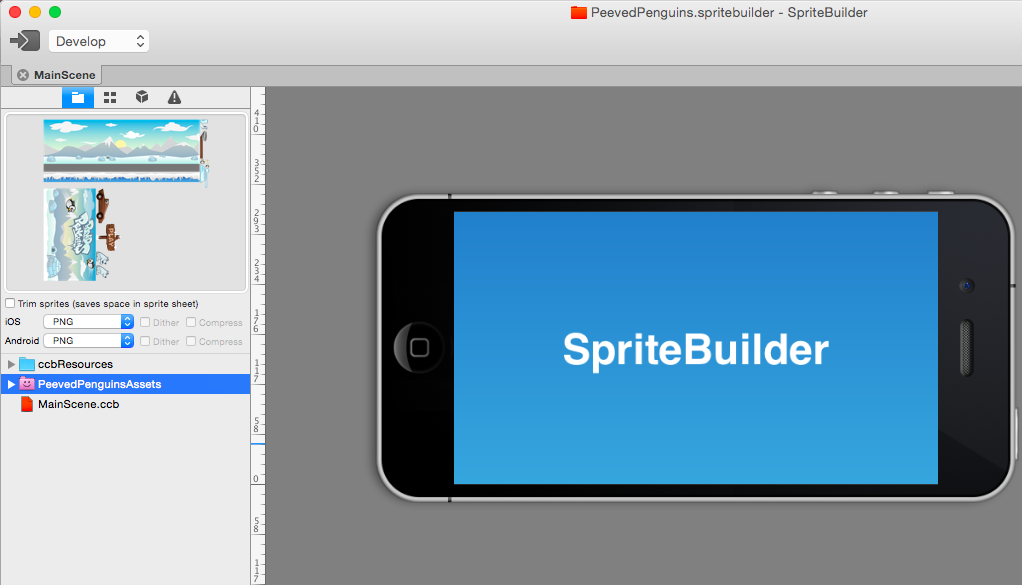 PeevedPenguins.spritebuilder - SpriteBuilder
Develop
MainScene
Trim sprites (saves space in sprite sheet)
iOS PNG Dither Compress
Android PNG Dither Compress
ccbResources
PeevedPenguinsAssets
MainScene.ccb
410
352
293
234
176
117
58
0
58
117
SpriteBuilder